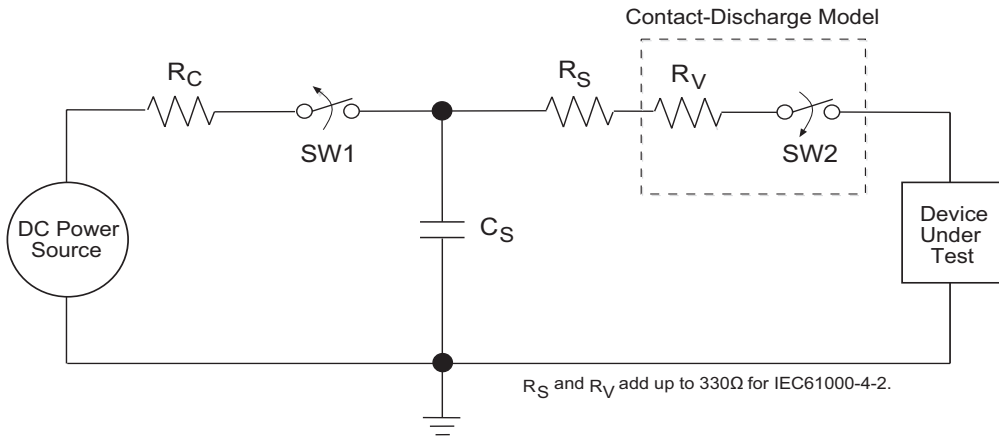 Contact-Discharge Model
RC
RS
RV
SW1
SW2
DC Power
Source
CS
Device
Under
Test
RS and RV add up to 330Ω for IEC61000-4-2.